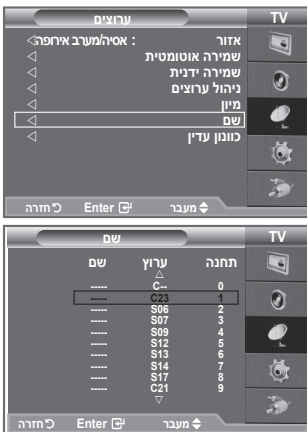 ערוצים TV
אזור : אסיה/מערב אירופה
שמירה אוטומטית
שמירה ידנית
ניהול ערוצים
מיון
שם
כוונון עדין
מעבר Enter חזרה
שם TV
תחנה ערוץ שם
0 C-- -----
1 C23 -----
2 S06 -----
3 S07 -----
4 S09 -----
5 S12 -----
6 S13 -----
7 S14 -----
8 S17 -----
9 C21 -----
מעבר Enter חזרה